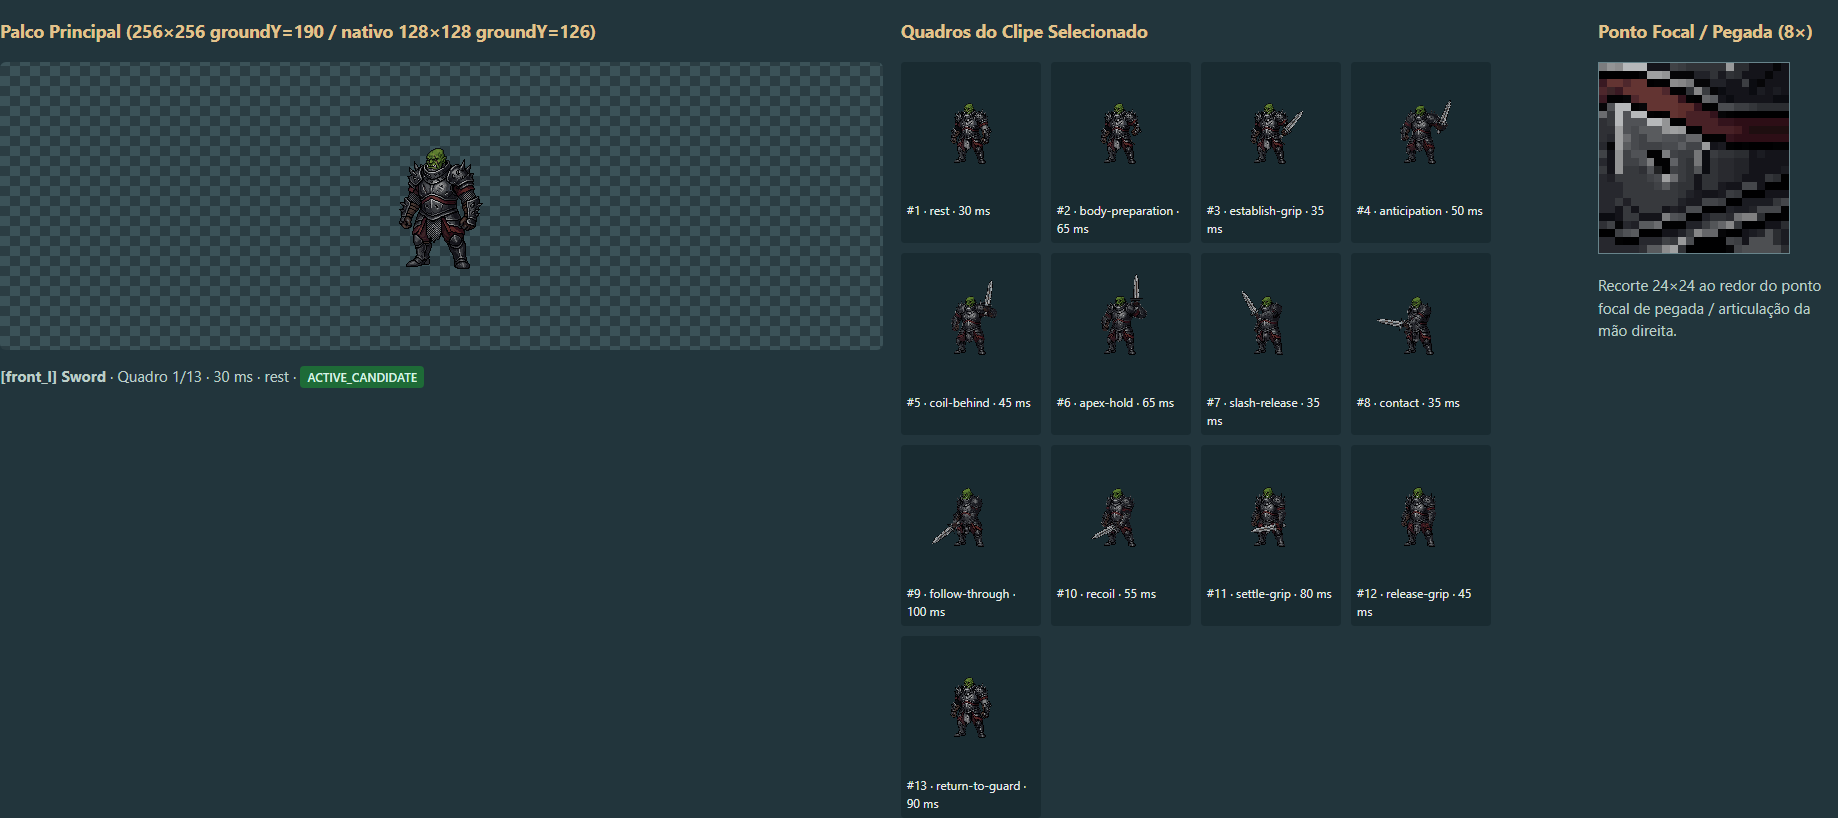 Palco Principal (256×256 groundY=190 / nativo 128×128 groundY=126)
[front_l] Sword · Quadro 1/13 · 30 ms · rest · ACTIVE_CANDIDATE
Quadros do Clipe Selecionado
#1 · rest · 30 ms
#2 · body-preparation ·
65 ms
#3 · establish-grip · 35
ms
#4 · anticipation · 50 ms
#5 · coil-behind · 45 ms
#6 · apex-hold · 65 ms
#7 · slash-release · 35
ms
#8 · contact · 35 ms
#9 · follow-through ·
100 ms
#10 · recoil · 55 ms
#11 · settle-grip · 80 ms
#12 · release-grip · 45
ms
#13 · return-to-guard ·
90 ms
Ponto Focal / Pegada (8×)
Recorte 24×24 ao redor do ponto
focal de pegada / articulação da
mão direita.